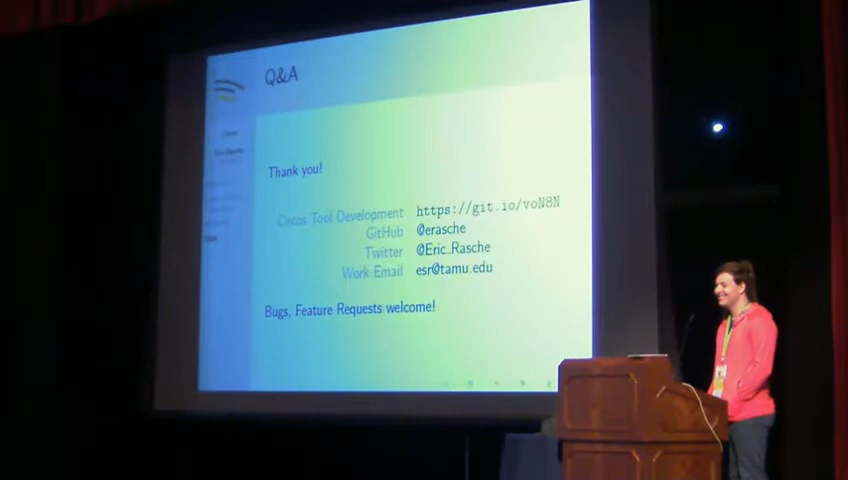 Q&A
Thank you!
Circos Tool Development https://git.io/voN8N
GitHub @erasche
Twitter @Eric_Rasche
Work Email esr@tamu.edu
Bugs, Feature Requests welcome!